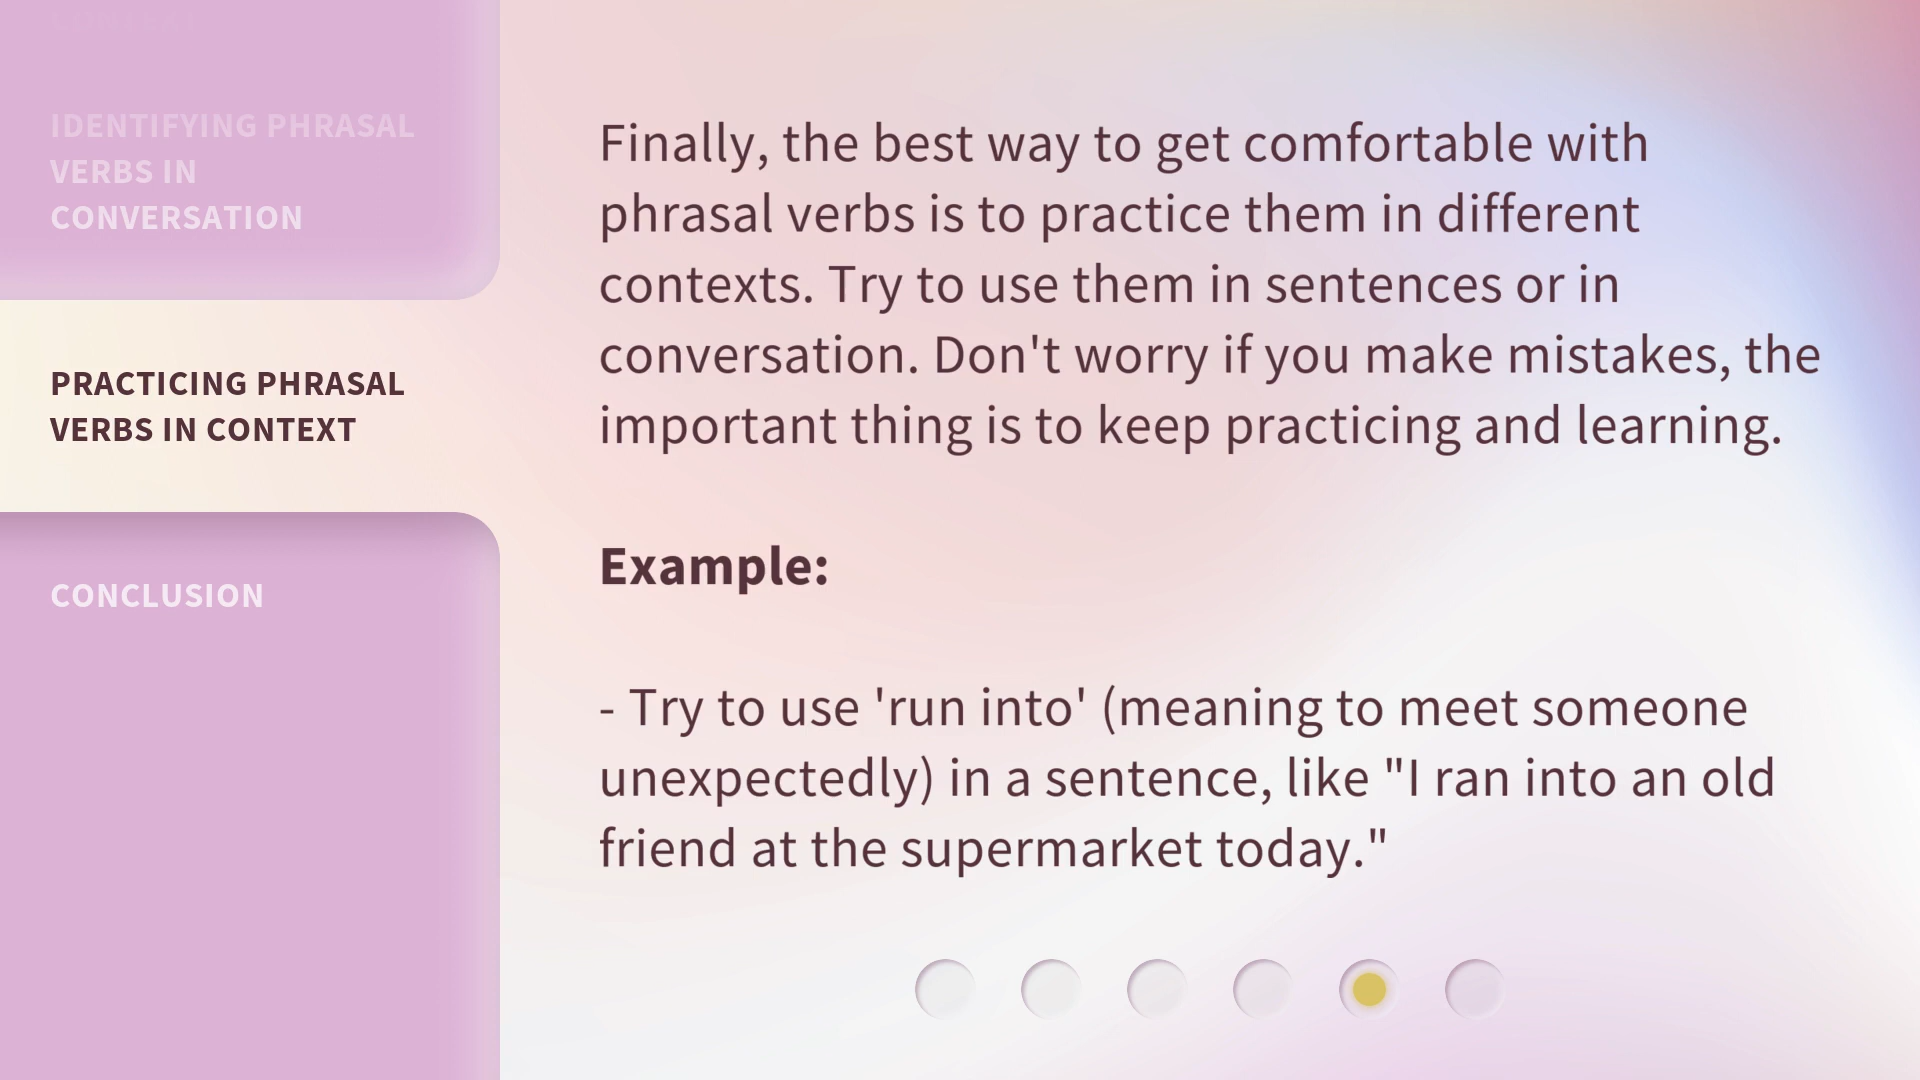 IDENTIFYING PHRASAL
VERBS IN
CONVERSATION
PRACTICING PHRASAL
VERBS IN CONTEXT
CONCLUSION
Finally, the best way to get comfortable with
phrasal verbs is to practice them in different
contexts. Try to use them in sentences or in
conversation. Don't worry if you make mistakes, the
important thing is to keep practicing and learning.
Example:
- Try to use 'run into' (meaning to meet someone
unexpectedly) in a sentence, like "I ran into an old
friend at the supermarket today."